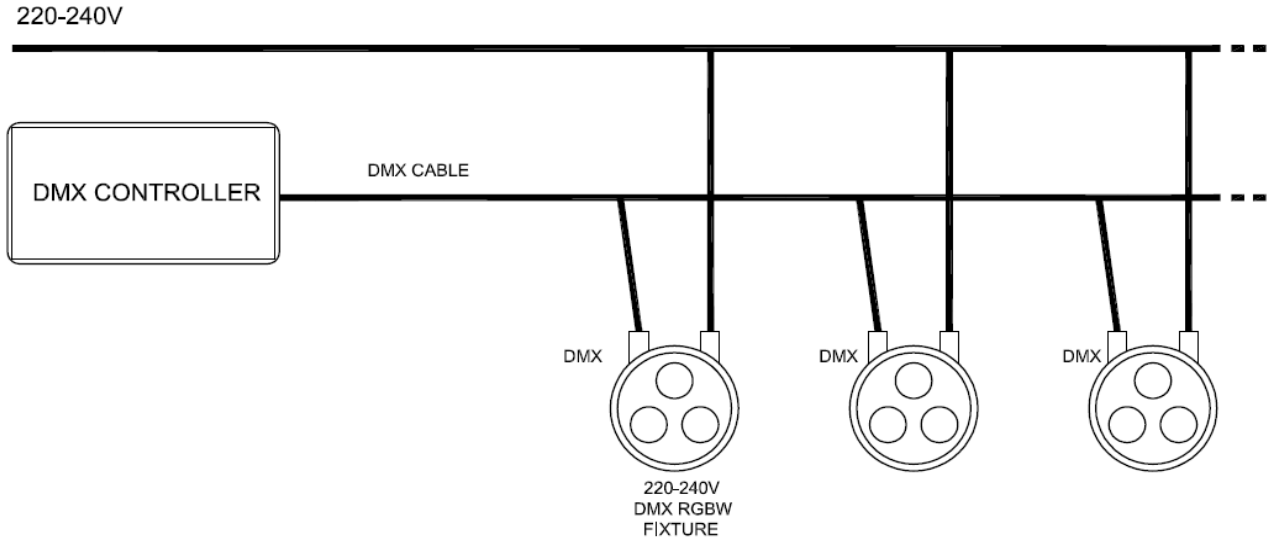 220-240V
DMX CONTROLLER
DMX CABLE
DMX
DMX
DMX
220-240V
DMX RGBW
FIXTURE